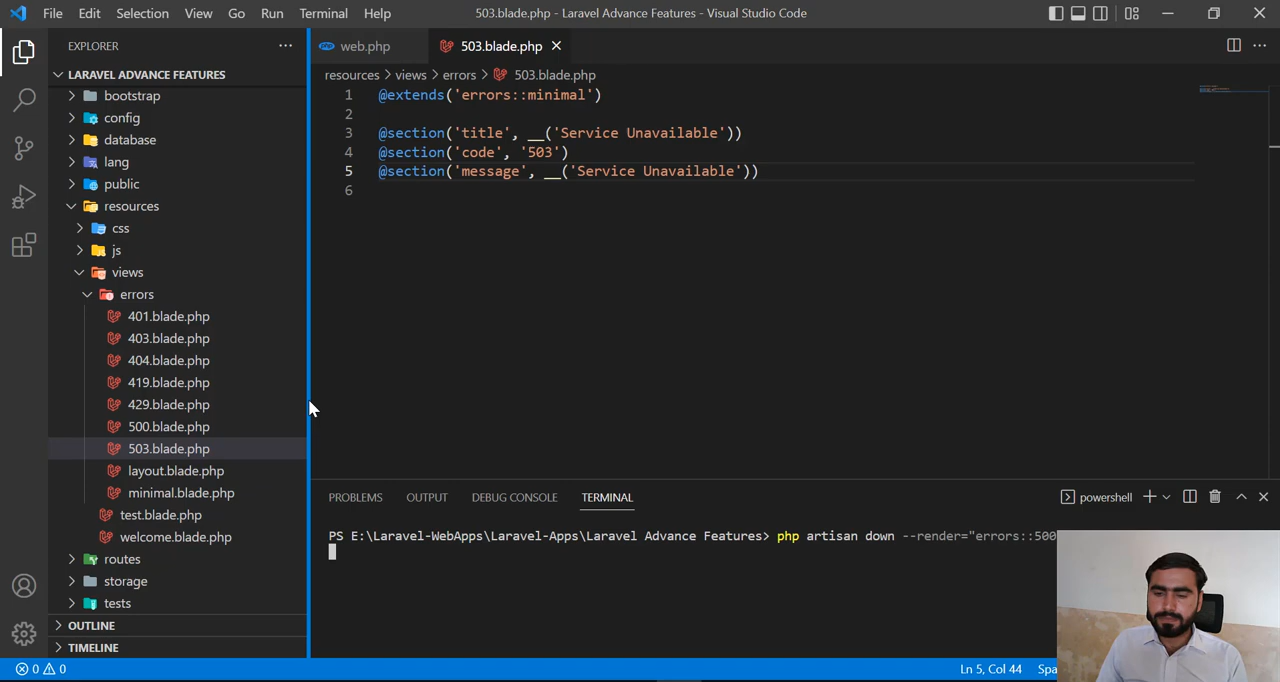 File Edit Selection View Go Run Terminal Help 503.blade.php - Laravel Advance Features - Visual Studio Code
EXPLORER
LARAVEL ADVANCE FEATURES
bootstrap
config
database
lang
public
resources
css
js
views
errors
401.blade.php
403.blade.php
404.blade.php
419.blade.php
429.blade.php
500.blade.php
503.blade.php
layout.blade.php
minimal.blade.php
test.blade.php
welcome.blade.php
routes
storage
tests
OUTLINE
TIMELINE
web.php 503.blade.php
resources > views > errors > 503.blade.php
1 @extends('errors::minimal')
2
3 @section('title', __('Service Unavailable'))
4 @section('code', '503')
5 @section('message', __('Service Unavailable'))
6
PROBLEMS OUTPUT DEBUG CONSOLE TERMINAL powershell
PS E:\Laravel-WebApps\Laravel-Apps\Laravel Advance Features> php artisan down --render="errors::500
0 0 Ln 5, Col 44 Spa